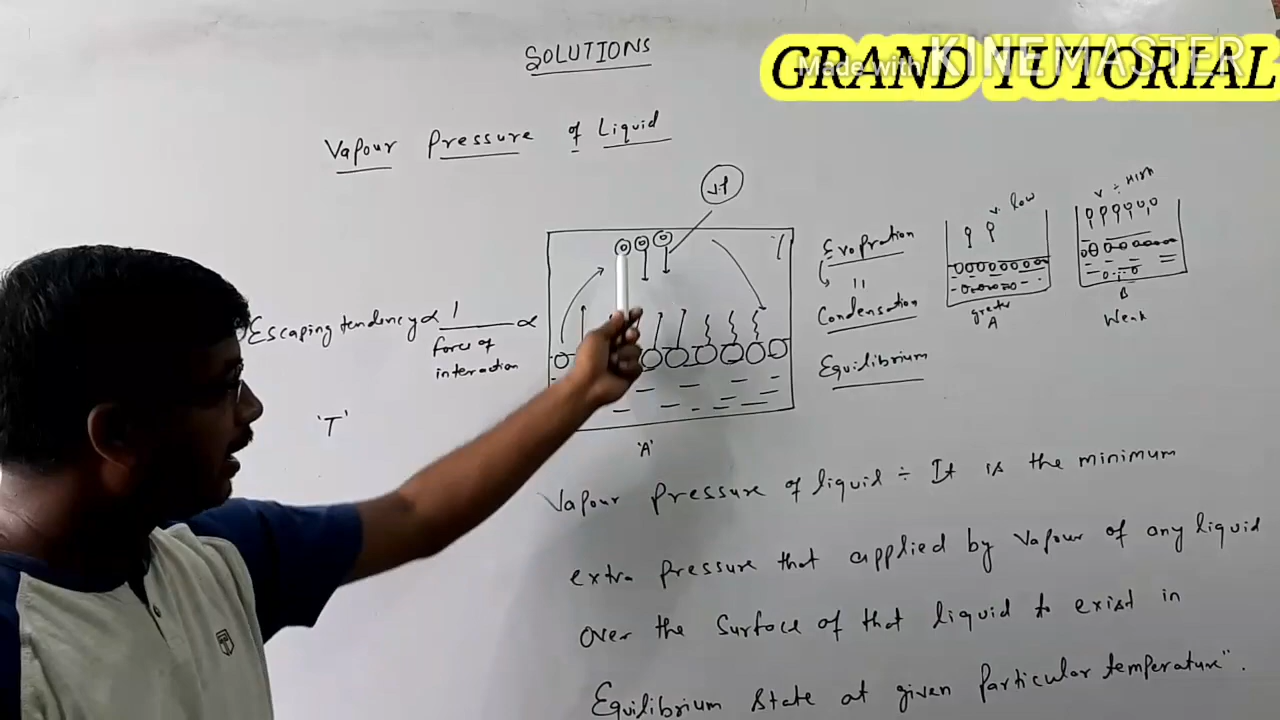 SOLUTIONS
GRAND TUTORIAL
Made with KINEMASTER
Vapour Pressure of Liquid
V.P
Evopration
=
Condensation
Equilibrium
V. low
greter
A
V ÷ High
B
Weak
Escaping tendency ∝ 1 ∝
force of
interaction
'T'
'A'
Vapour Pressure of liquid ÷ It is the minimum
extra pressure that applied by vapour of any liquid
over the Surface of that liquid to exist in
Equilibrium State at given particular temperature".